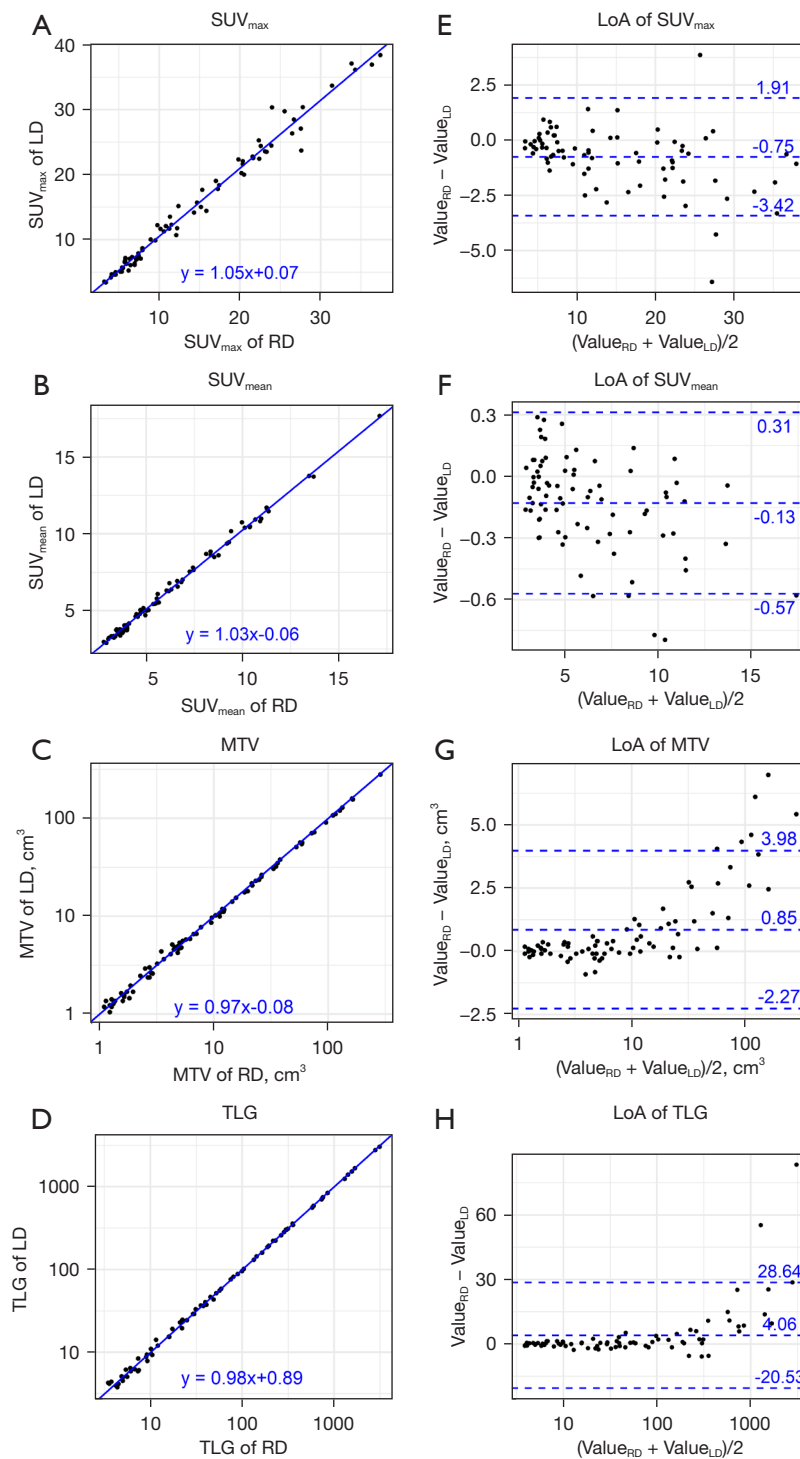 A
SUVmax
SUVmax of LD
40
30
20
10
y = 1.05x+0.07
10 20 30
SUVmax of RD
E
LoA of SUVmax
ValueRD − ValueLD
2.5
0.0
−2.5
−5.0
1.91
-0.75
-3.42
10 20 30
(ValueRD + ValueLD)/2
B
SUVmean
SUVmean of LD
15
10
5
y = 1.03x-0.06
5 10 15
SUVmean of RD
F
LoA of SUVmean
ValueRD − ValueLD
0.3
0.0
−0.3
−0.6
0.31
-0.13
-0.57
5 10 15
(ValueRD + ValueLD)/2
C
MTV
MTV of LD, cm³
100
10
1
y = 0.97x-0.08
1 10 100
MTV of RD, cm³
G
LoA of MTV
ValueRD − ValueLD, cm³
5.0
2.5
−0.0
−2.5
3.98
0.85
-2.27
1 10 100
(ValueRD + ValueLD)/2, cm³
D
TLG
TLG of LD
1000
100
10
y = 0.98x+0.89
10 100 1000
TLG of RD
H
LoA of TLG
ValueRD − ValueLD
60
30
0
28.64
4.06
-20.53
10 100 1000
(ValueRD + ValueLD)/2